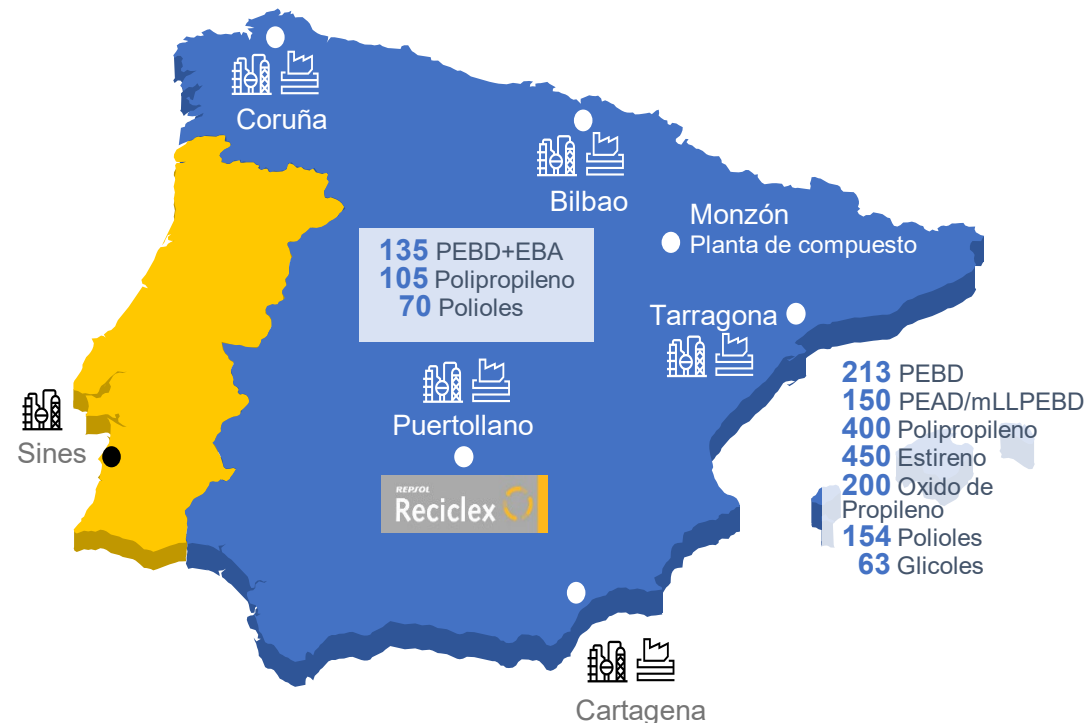 Coruña
Bilbao
Monzón
Planta de compuesto
135 PEBD+EBA
105 Polipropileno
70 Polioles
Tarragona
213 PEBD
150 PEAD/mLLPEBD
400 Polipropileno
450 Estireno
200 Oxido de
Propileno
154 Polioles
63 Glicoles
Puertollano
Sines
REPSOL
Reciclex
Cartagena